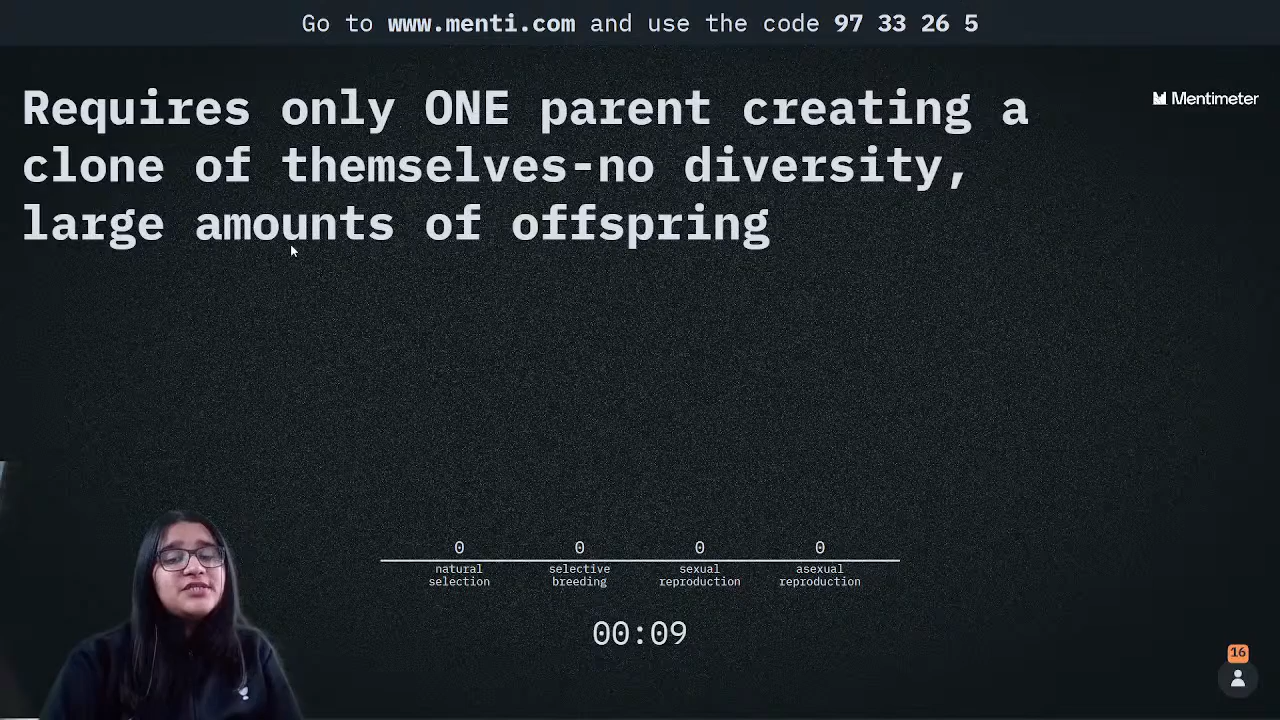 Go to www.menti.com and use the code 97 33 26 5
Requires only ONE parent creating a
clone of themselves-no diversity,
large amounts of offspring
Mentimeter
0 0 0 0
natural selective sexual asexual
selection breeding reproduction reproduction
00:09
16